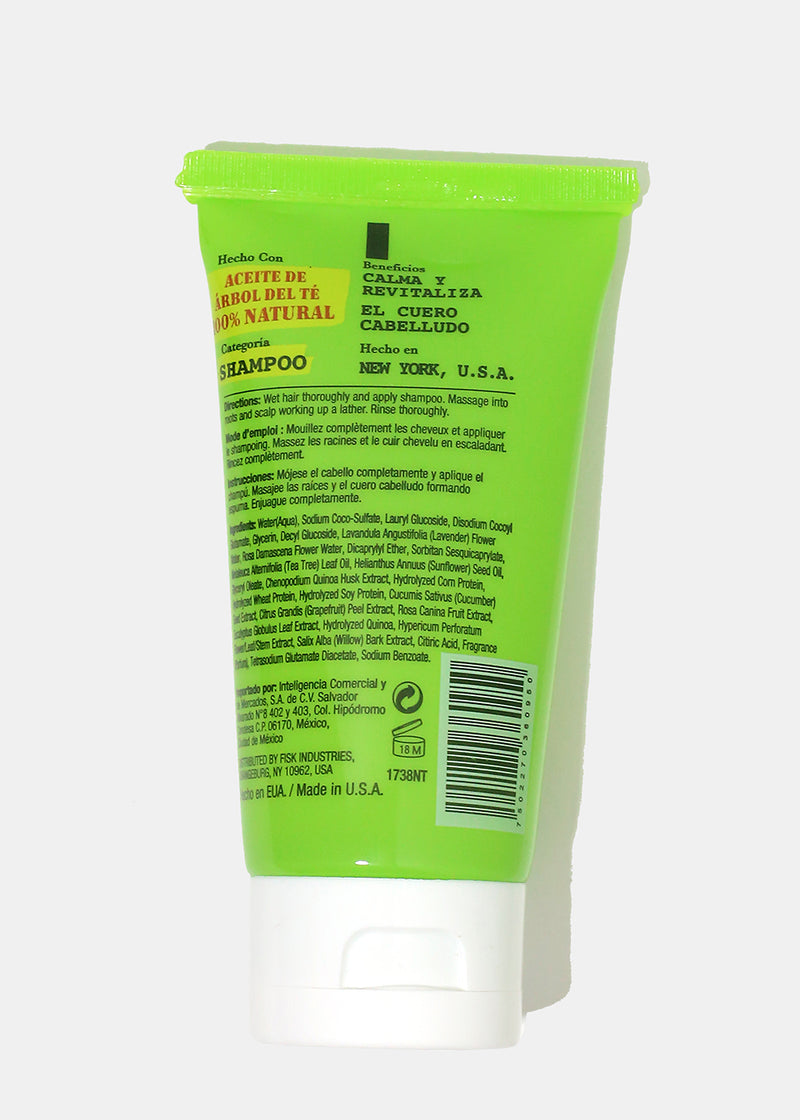 Hecho Con
ACEITE DE
ÁRBOL DEL TÉ
100% NATURAL
Categoría
SHAMPOO
Beneficios
CALMA Y
REVITALIZA
EL CUERO
CABELLUDO
Hecho en
NEW YORK, U.S.A.
Directions: Wet hair thoroughly and apply shampoo. Massage into
roots and scalp working up a lather. Rinse thoroughly.
Mode d'emploi : Mouillez complètement les cheveux et appliquer
le shampoing. Massez les racines et le cuir chevelu en escaladant.
Rincez complètement.
Instrucciones: Mójese el cabello completamente y aplique el
champú. Masajee las raíces y el cuero cabelludo formando
espuma. Enjuague completamente.
Ingredients: Water(Aqua), Sodium Coco-Sulfate, Lauryl Glucoside, Disodium Cocoyl
Glutamate, Glycerin, Decyl Glucoside, Lavandula Angustifolia (Lavender) Flower
Water, Rosa Damascena Flower Water, Dicaprylyl Ether, Sorbitan Sesquicaprylate,
Melaleuca Alternifolia (Tea Tree) Leaf Oil, Helianthus Annuus (Sunflower) Seed Oil,
Glyceryl Oleate, Chenopodium Quinoa Husk Extract, Hydrolyzed Corn Protein,
Hydrolyzed Wheat Protein, Hydrolyzed Soy Protein, Cucumis Sativus (Cucumber)
Seed Extract, Citrus Grandis (Grapefruit) Peel Extract, Rosa Canina Fruit Extract,
Eucalyptus Globulus Leaf Extract, Hydrolyzed Quinoa, Hypericum Perforatum
Flower/Leaf/Stem Extract, Salix Alba (Willow) Bark Extract, Citiric Acid, Fragrance
(Parfum), Tetrasodium Glutamate Diacetate, Sodium Benzoate.
Importado por: Inteligencia Comercial y
de Mercados, S.A. de C.V. Salvador
Alvarado N°8 402 y 403, Col. Hipódromo
Condesa C.P. 06170, México,
Ciudad de México
DISTRIBUTED BY FISK INDUSTRIES,
ORANGEBURG, NY 10962, USA
Hecho en EUA. / Made in U.S.A.
18 M
1738NT
7502270360950